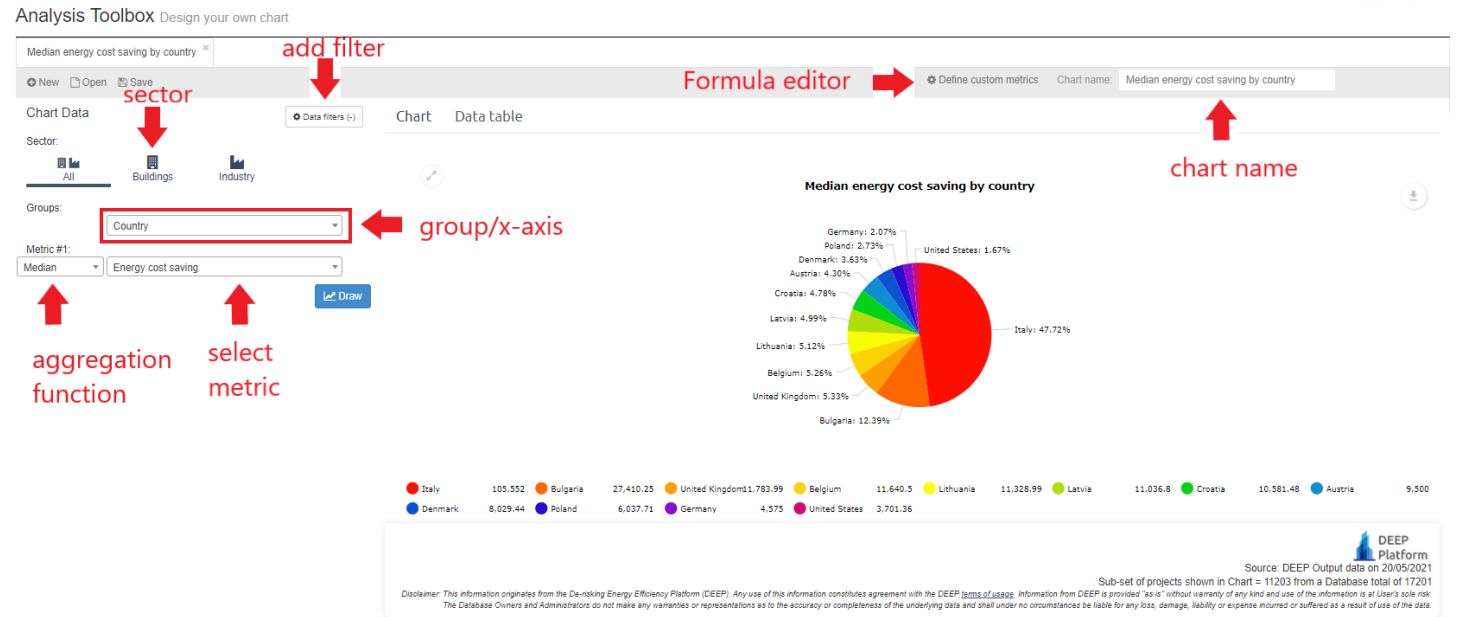 Analysis Toolbox Design your own chart
Median energy cost saving by country ×
add filter
New Open Save
Formula editor
Define custom metrics Chart name: Median energy cost saving by country
sector
Chart Data
Data filters (-)
Chart Data table
Sector:
All Buildings Industry
chart name
Median energy cost saving by country
Groups:
Country
group/x-axis
Metric #1:
Median Energy cost saving
Draw
aggregation
function
select
metric
Germany: 2.07%
Poland: 2.73%
United States: 1.67%
Denmark: 3.63%
Austria: 4.30%
Croatia: 4.78%
Latvia: 4.99%
Italy: 47.72%
Lithuania: 5.12%
Belgium: 5.26%
United Kingdom: 5.33%
Bulgaria: 12.39%
Italy 105,552 Bulgaria 27,410.25 United Kingdom 11,783.99 Belgium 11,640.5 Lithuania 11,328.99 Latvia 11,036.8 Croatia 10,581.48 Austria 9,500
Denmark 8,029.44 Poland 6,037.71 Germany 4,575 United States 3,701.36
DEEP
Platform
Source: DEEP Output data on 20/05/2021
Sub-set of projects shown in Chart = 11203 from a Database total of 17201
Disclaimer: This information originates from the De-risking Energy Efficiency Platform (DEEP). Any use of this information constitutes agreement with the DEEP terms of usage. Information from DEEP is provided "as is" without warranty of any kind and use of the information is at User's sole risk.
The Database Owners and Administrators do not make any warranties or representations as to the accuracy or completeness of the underlying data and shall under no circumstances be liable for any loss, damage, liability or expense incurred or suffered as a result of use of the data.